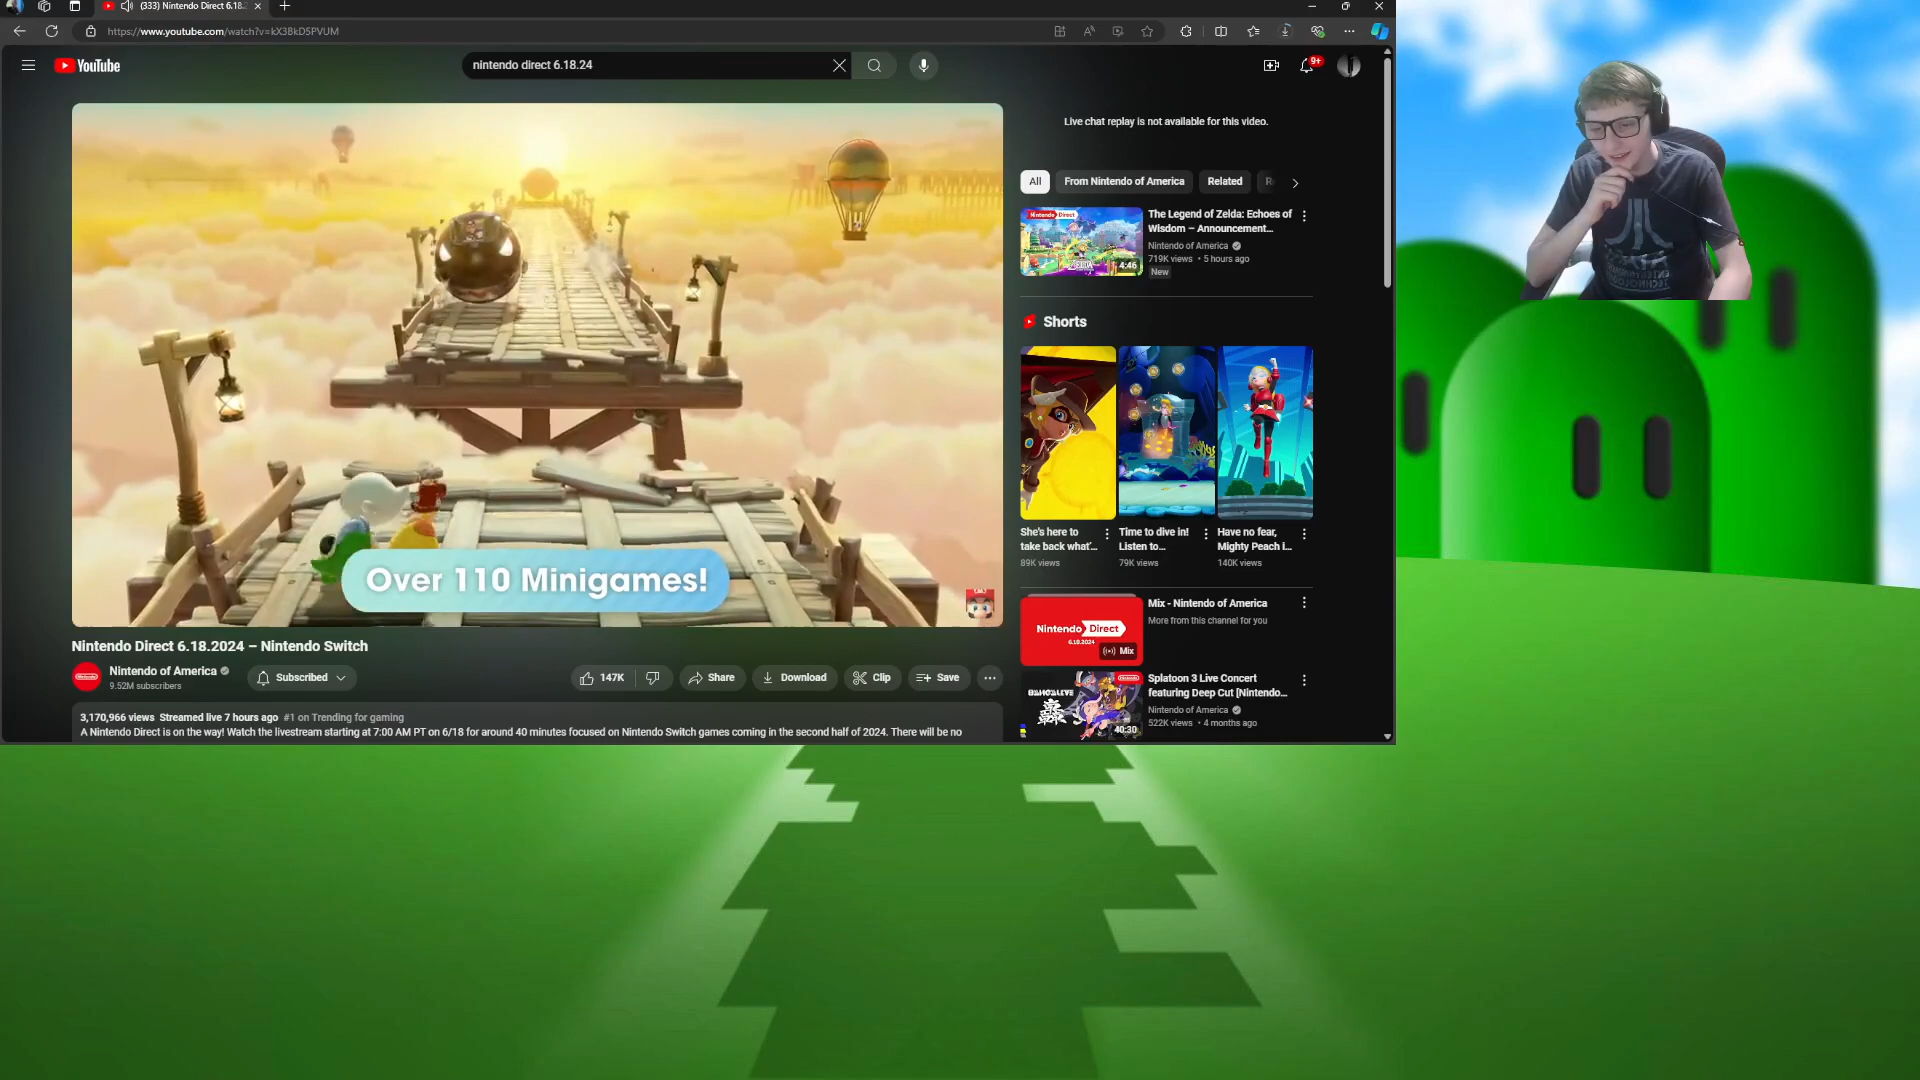 (333) Nintendo Direct 6.18.2
https://www.youtube.com/watch?v=kX3BkD5PVUM
YouTube
nintendo direct 6.18.24
9+
Over 110 Minigames!
Nintendo Direct 6.18.2024 – Nintendo Switch
Nintendo of America
9.52M subscribers
Subscribed
147K
Share
Download
Clip
Save
3,170,966 views Streamed live 7 hours ago #1 on Trending for gaming
A Nintendo Direct is on the way! Watch the livestream starting at 7:00 AM PT on 6/18 for around 40 minutes focused on Nintendo Switch games coming in the second half of 2024. There will be no
Live chat replay is not available for this video.
All
From Nintendo of America
Related
Nintendo Direct
ZELDA
4:46
The Legend of Zelda: Echoes of
Wisdom – Announcement...
Nintendo of America
719K views • 5 hours ago
New
Shorts
She's here to
take back what'...
89K views
Time to dive in!
Listen to...
79K views
Have no fear,
Mighty Peach i...
140K views
Nintendo Direct
6.18.2024
Mix
Mix - Nintendo of America
More from this channel for you
40:30
Splatoon 3 Live Concert
featuring Deep Cut [Nintendo...
Nintendo of America
522K views • 4 months ago